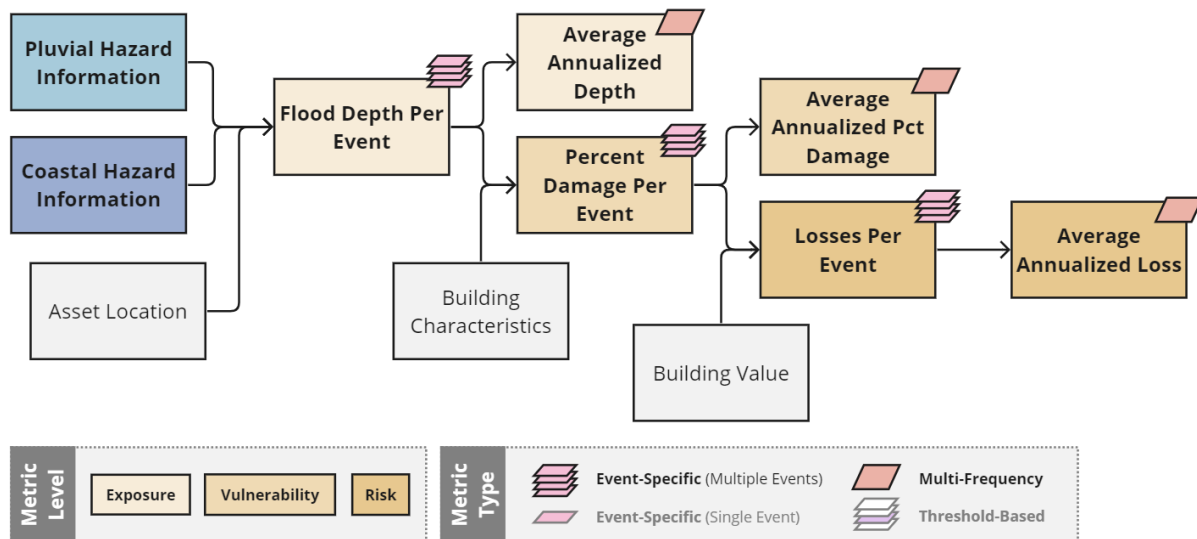 Pluvial Hazard
Information
Coastal Hazard
Information
Asset Location
Flood Depth Per
Event
Average
Annualized
Depth
Percent
Damage Per
Event
Building
Characteristics
Average
Annualized Pct
Damage
Losses Per
Event
Building Value
Average
Annualized Loss
Metric
Level
Exposure
Vulnerability
Risk
Metric
Type
Event-Specific (Multiple Events)
Event-Specific (Single Event)
Multi-Frequency
Threshold-Based